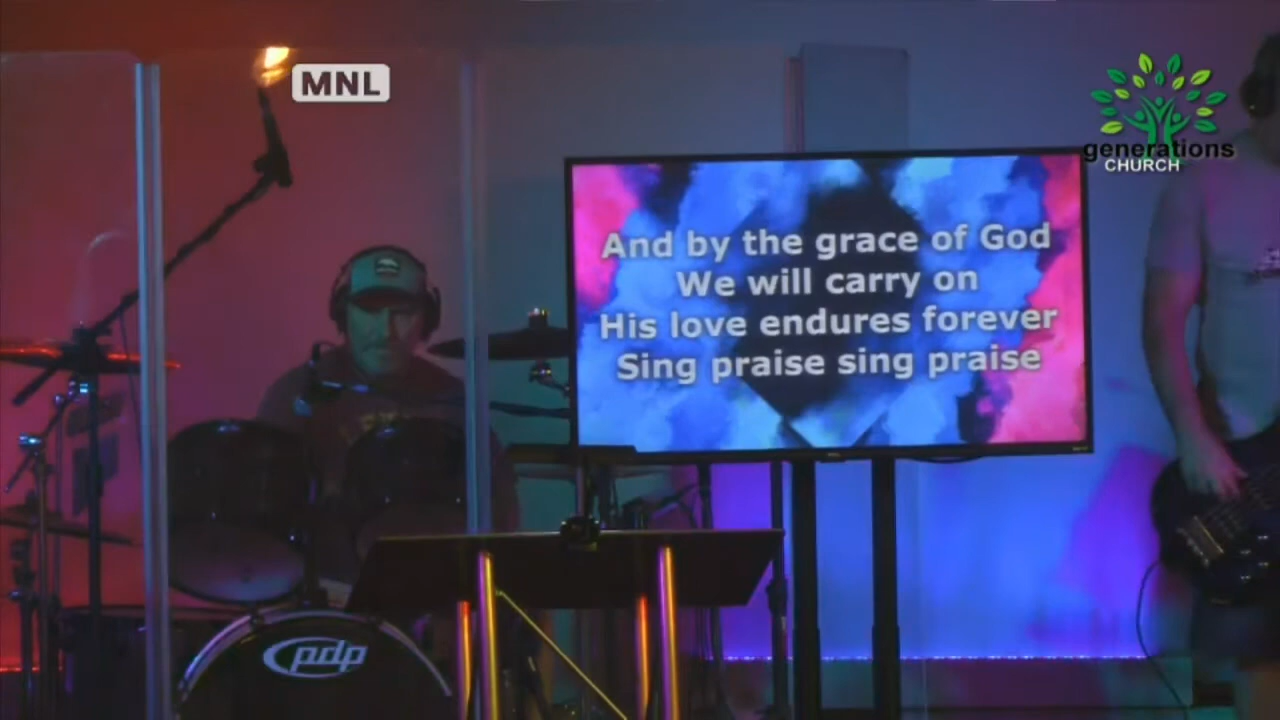 MNL
generations
CHURCH
And by the grace of God
We will carry on
His love endures forever
Sing praise sing praise
pdp